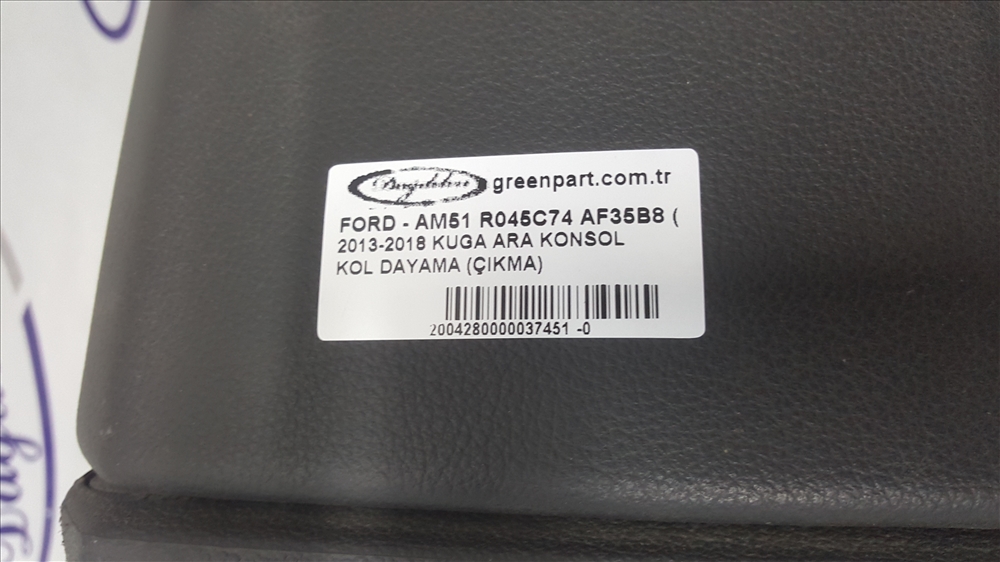 greenpart.com.tr
FORD - AM51 R045C74 AF35B8 (
2013-2018 KUGA ARA KONSOL
KOL DAYAMA (ÇIKMA)
2004280000037451 -0